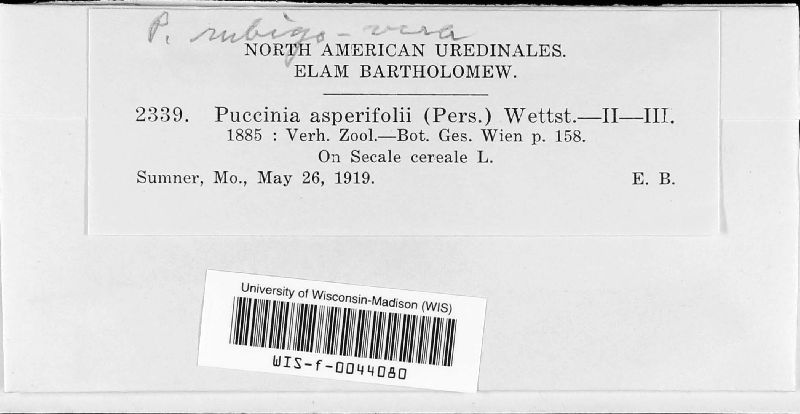 P. rubigo-vera
NORTH AMERICAN UREDINALES.
ELAM BARTHOLOMEW.
2339. Puccinia asperifolii (Pers.) Wettst.—II—III.
1885 : Verh. Zool.—Bot. Ges. Wien p. 158.
On Secale cereale L.
Sumner, Mo., May 26, 1919. E. B.
University of Wisconsin-Madison (WIS)
WIS-f-0044080